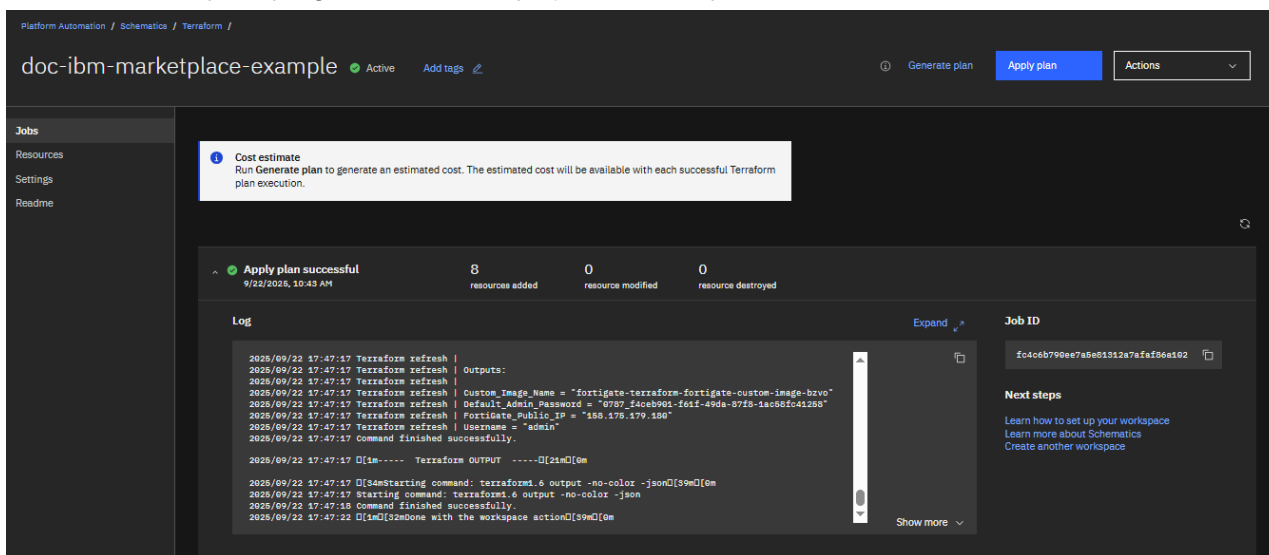 Platform Automation / Schematics / Terraform /
doc-ibm-marketplace-example Active Add tags
Generate plan Apply plan Actions
Jobs
Resources
Settings
Readme
Cost estimate
Run Generate plan to generate an estimated cost. The estimated cost will be available with each successful Terraform
plan execution.
Apply plan successful
9/22/2025, 10:43 AM
8
resources added
0
resource modified
0
resource destroyed
Log
Expand
2025/09/22 17:47:17 Terraform refresh |
2025/09/22 17:47:17 Terraform refresh | Outputs:
2025/09/22 17:47:17 Terraform refresh |
2025/09/22 17:47:17 Terraform refresh | Custom_Image_Name = "fortigate-terraform-fortigate-custom-image-bzvo"
2025/09/22 17:47:17 Terraform refresh | Default_Admin_Password = "0787_f4ceb901-f61f-49da-87f8-1ac58fc41258"
2025/09/22 17:47:17 Terraform refresh | FortiGate_Public_IP = "158.175.179.180"
2025/09/22 17:47:17 Terraform refresh | Username = "admin"
2025/09/22 17:47:17 Command finished successfully.
2025/09/22 17:47:17 □[1m----- Terraform OUTPUT -----□[21m□[0m
2025/09/22 17:47:17 □[34mStarting command: terraform1.6 output -no-color -json□[39m□[0m
2025/09/22 17:47:17 Starting command: terraform1.6 output -no-color -json
2025/09/22 17:47:18 Command finished successfully.
2025/09/22 17:47:22 □[1m□[32mDone with the workspace action□[39m□[0m
Show more
Job ID
fc4c6b790ee7a5e81312a7afaf86a102
Next steps
Learn how to set up your workspace
Learn more about Schematics
Create another workspace